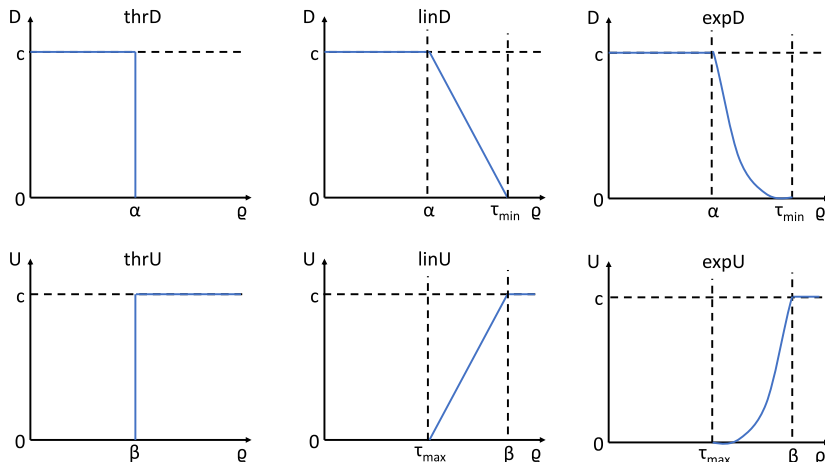 D thrD
c
0
α ϱ
D linD
c
0
α τmin ϱ
D expD
c
0
α τmin ϱ
U thrU
c
0
β ϱ
U linU
c
0
τmax β ϱ
U expU
c
0
τmax β ϱ